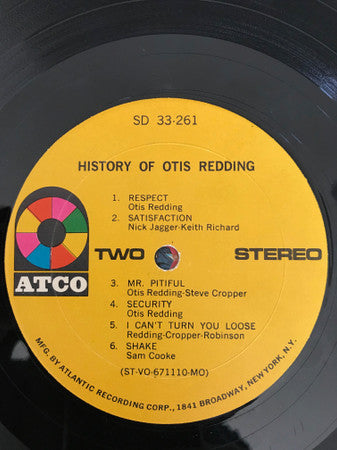 SD 33-261
HISTORY OF OTIS REDDING
1. RESPECT
Otis Redding
2. SATISFACTION
Nick Jagger-Keith Richard
ATCO
TWO
STEREO
3. MR. PITIFUL
Otis Redding-Steve Cropper
4. SECURITY
Otis Redding
5. I CAN'T TURN YOU LOOSE
Redding-Cropper-Robinson
6. SHAKE
Sam Cooke
(ST-VO-671110-MO)
MFG. BY ATLANTIC RECORDING CORP., 1841 BROADWAY, NEW YORK, N.Y.